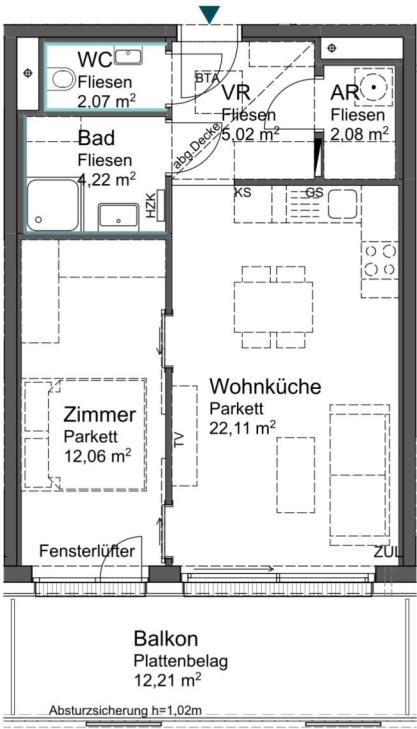 WC
Fliesen
2.07 m²
BTA
VR
Fliesen
5.02 m²
AR
Fliesen
2.08 m²
Bad
Fliesen
4,22 m²
abg.Decke
HZK
KS
GS
Wohnküche
Parkett
22,11 m²
Zimmer
Parkett
12,06 m²
TV
Fensterlüfter
ZUL
Balkon
Plattenbelag
12,21 m²
Absturzsicherung h=1,02m